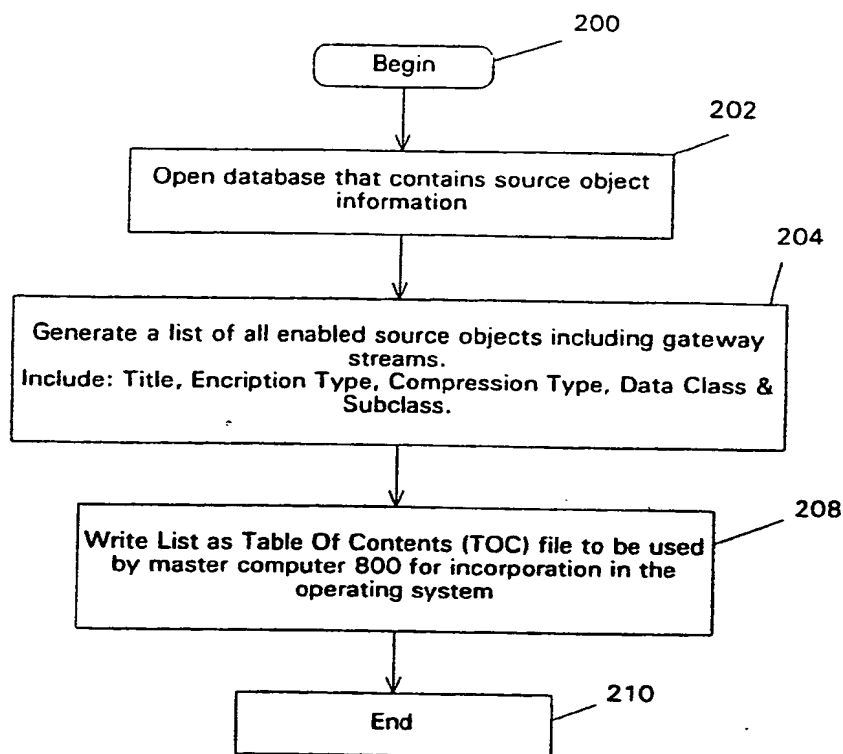 200
Begin
202
Open database that contains source object
information
204
Generate a list of all enabled source objects including gateway
streams.
Include: Title, Encription Type, Compression Type, Data Class &
Subclass.
208
Write List as Table Of Contents (TOC) file to be used
by master computer 800 for incorporation in the
operating system
210
End